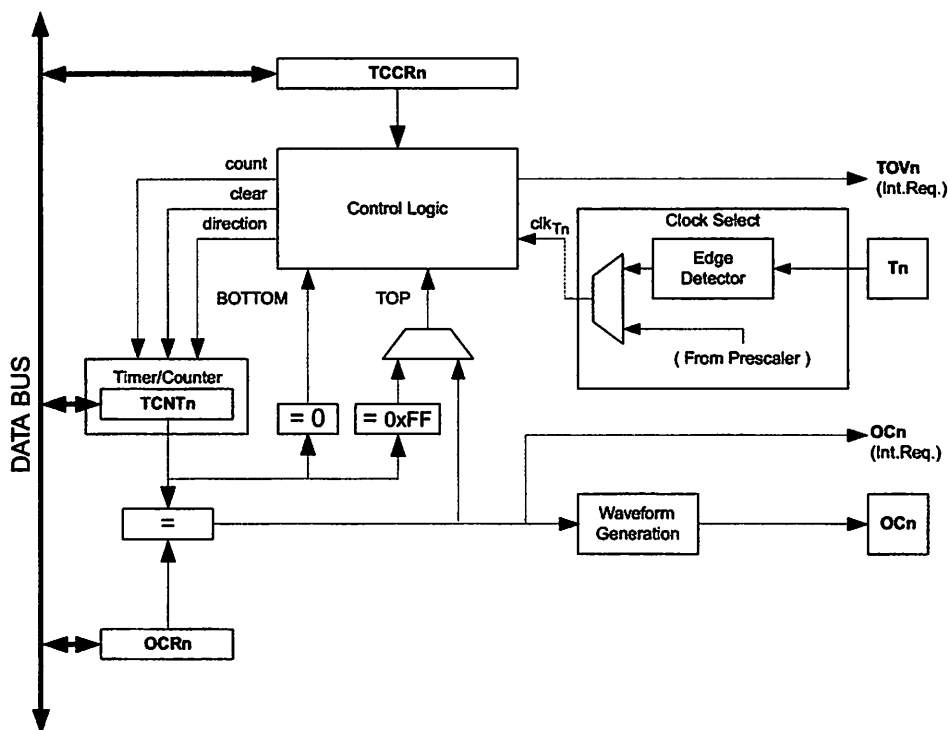 TCCRn
count
clear
direction
Control Logic
TOVn
(Int.Req.)
clkTn
Clock Select
Edge
Detector
Tn
( From Prescaler )
BOTTOM
TOP
Timer/Counter
TCNTn
= 0
= 0xFF
DATA BUS
OCn
(Int.Req.)
=
Waveform
Generation
OCn
OCRn